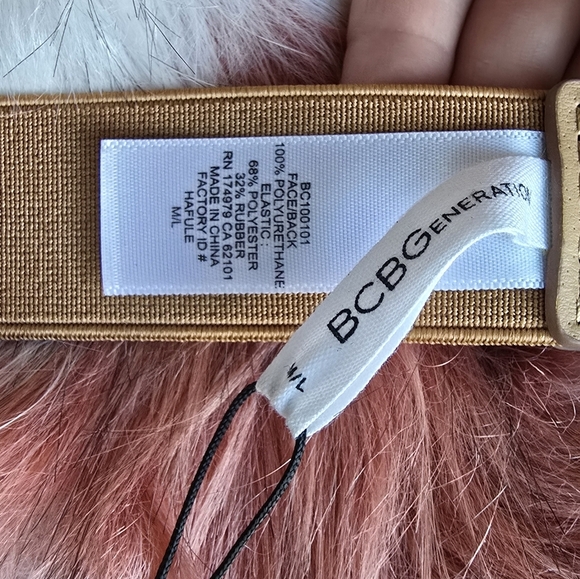 BC100101
FACE/BACK
100% POLYURETHANE
ELASTIC
68% POLYESTER
32% RUBBER
RN 174979 CA 62101
MADE IN CHINA
FACTORY ID #
HAFULE
M/L
BCBGENERATION
M/L